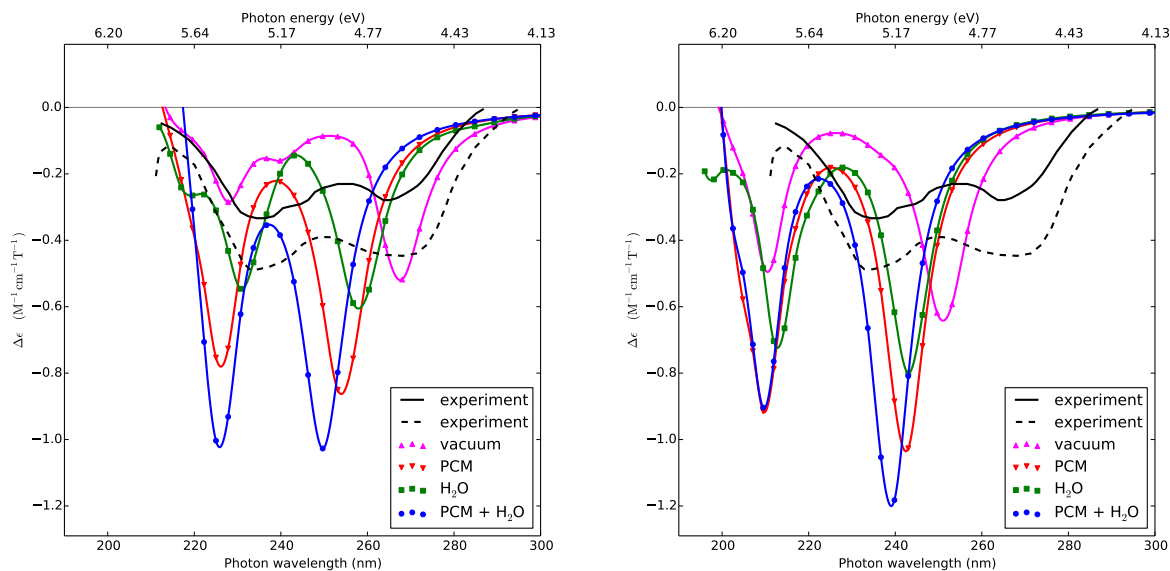 Photon energy (eV)
6.20 5.64 5.17 4.77 4.43 4.13
0.0
−0.2
−0.4
−0.6
−0.8
−1.0
−1.2
Δϵ (M⁻¹ cm⁻¹ T⁻¹)
experiment
experiment
vacuum
PCM
H₂O
PCM + H₂O
200 220 240 260 280 300
Photon wavelength (nm)
Photon energy (eV)
6.20 5.64 5.17 4.77 4.43 4.13
0.0
−0.2
−0.4
−0.6
−0.8
−1.0
−1.2
Δϵ (M⁻¹ cm⁻¹ T⁻¹)
experiment
experiment
vacuum
PCM
H₂O
PCM + H₂O
200 220 240 260 280 300
Photon wavelength (nm)